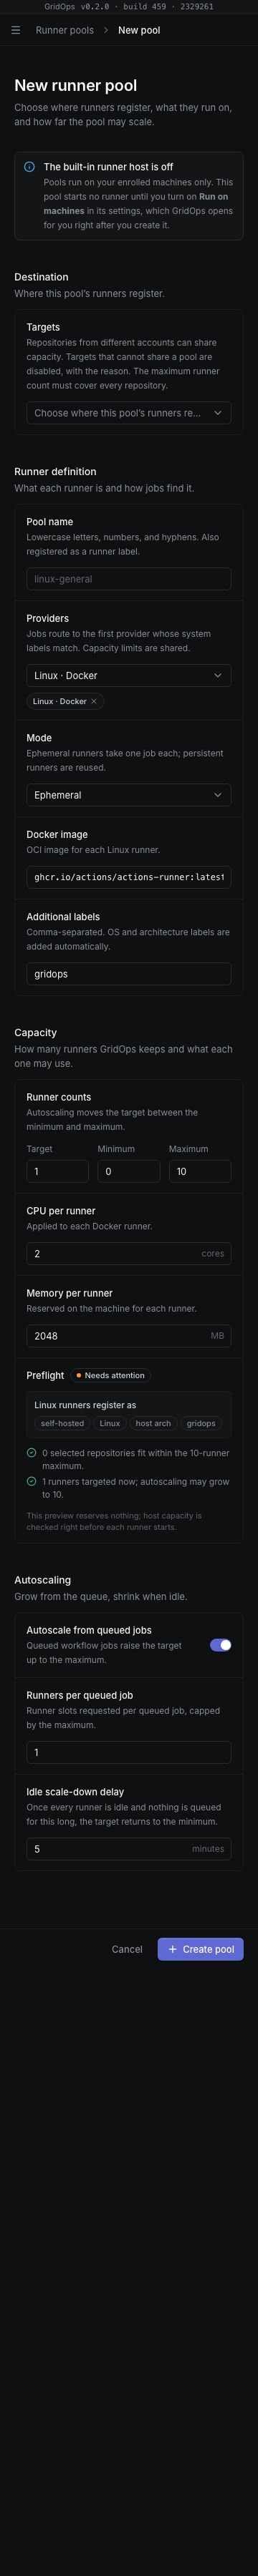 GridOps v0.2.0 · build 459 · 2329261
Runner pools > New pool
New runner pool
Choose where runners register, what they run on,
and how far the pool may scale.
The built-in runner host is off
Pools run on your enrolled machines only. This
pool starts no runner until you turn on Run on
machines in its settings, which GridOps opens
for you right after you create it.
Destination
Where this pool's runners register.
Targets
Repositories from different accounts can share
capacity. Targets that cannot share a pool are
disabled, with the reason. The maximum runner
count must cover every repository.
Choose where this pool's runners re...
Runner definition
What each runner is and how jobs find it.
Pool name
Lowercase letters, numbers, and hyphens. Also
registered as a runner label.
linux-general
Providers
Jobs route to the first provider whose system
labels match. Capacity limits are shared.
Linux · Docker
Linux · Docker ×
Mode
Ephemeral runners take one job each; persistent
runners are reused.
Ephemeral
Docker image
OCI image for each Linux runner.
ghcr.io/actions/actions-runner:latest
Additional labels
Comma-separated. OS and architecture labels are
added automatically.
gridops
Capacity
How many runners GridOps keeps and what each
one may use.
Runner counts
Autoscaling moves the target between the
minimum and maximum.
Target Minimum Maximum
1 0 10
CPU per runner
Applied to each Docker runner.
2 cores
Memory per runner
Reserved on the machine for each runner.
2048 MB
Preflight Needs attention
Linux runners register as
self-hosted Linux host arch gridops
0 selected repositories fit within the 10-runner
maximum.
1 runners targeted now; autoscaling may grow
to 10.
This preview reserves nothing; host capacity is
checked right before each runner starts.
Autoscaling
Grow from the queue, shrink when idle.
Autoscale from queued jobs
Queued workflow jobs raise the target
up to the maximum.
Runners per queued job
Runner slots requested per queued job, capped
by the maximum.
1
Idle scale-down delay
Once every runner is idle and nothing is queued
for this long, the target returns to the minimum.
5 minutes
Cancel + Create pool